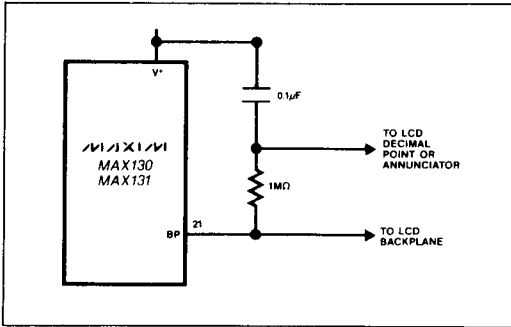 V+
0.1μF
MAXIM
MAX130
MAX131
TO LCD
DECIMAL
POINT OR
ANNUNCIATOR
1MΩ
21
BP
TO LCD
BACKPLANE